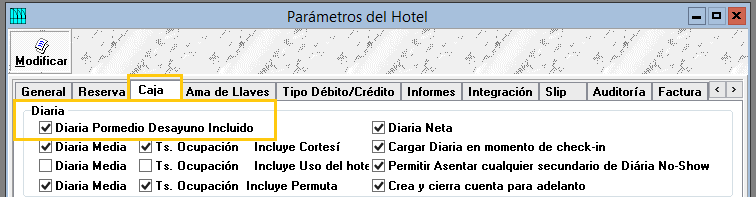 Parámetros del Hotel
Modificar
General Reserva Caja Ama de Llaves Tipo Débito/Crédito Informes Integración Slip Auditoría Factura
Diaria
Diaria Pormedio Desayuno Incluido Diaria Neta
Diaria Media Ts. Ocupación Incluye Cortesí Cargar Diaria en momento de check-in
Diaria Media Ts. Ocupación Incluye Uso del hote Permitir Asentar cualquier secundario de Diária No-Show
Diaria Media Ts. Ocupación Incluye Permuta Crea y cierra cuenta para adelanto